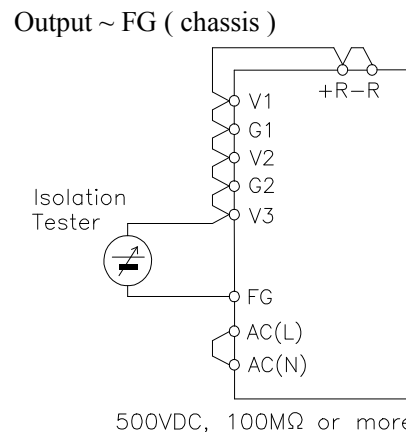 Output ~ FG ( chassis )
+R-R
V1
G1
V2
G2
Isolation
Tester
V3
FG
AC(L)
AC(N)
500VDC, 100MΩ or more